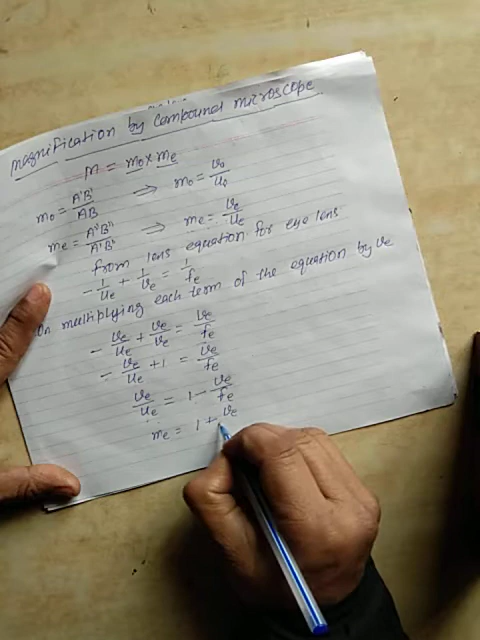 magnification by compound microscope
m = mo × me
mo = A'B'/AB ⇒ mo = vo/uo
me = A"B"/A'B' ⇒ me = ve/ue
from lens equation for eye lens
- 1/ue + 1/ve = 1/fe
On multiplying each term of the equation by ve
- ve/ue + ve/ve = ve/fe
- ve/ue + 1 = ve/fe
ve/ue = 1 - ve/fe
me = 1 + ve